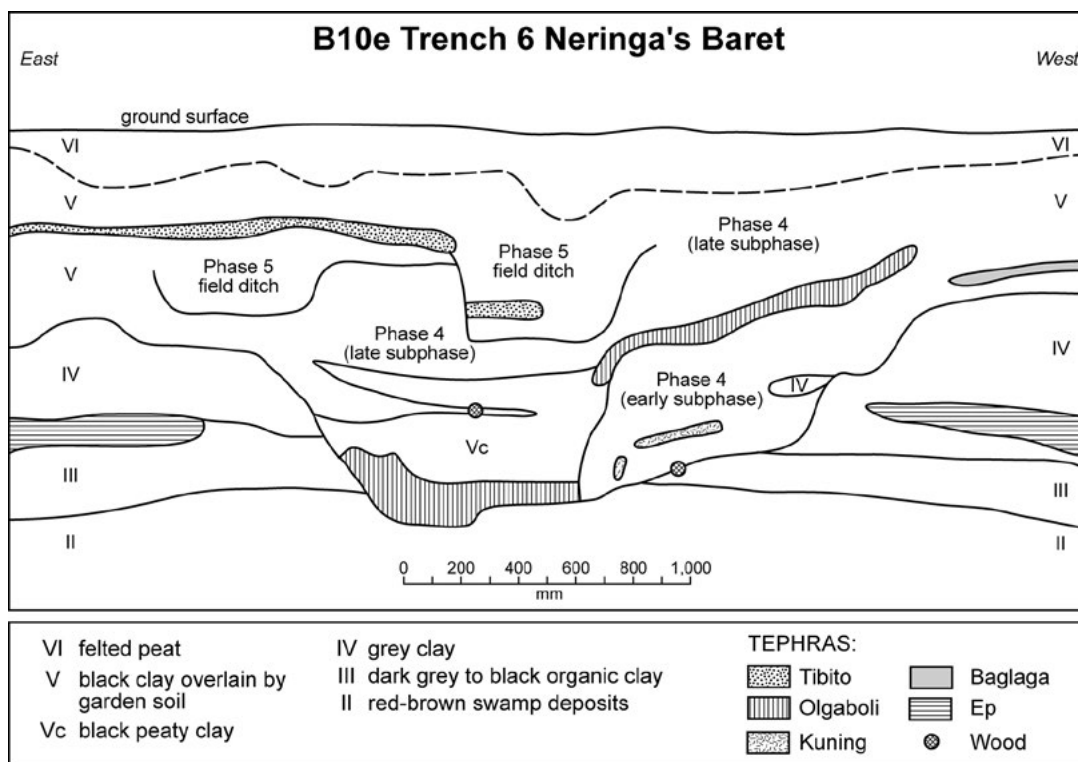 B10e Trench 6 Neringa's Baret
East
West
ground surface
VI
VI
V
V
Phase 4
(late subphase)
Phase 5
field ditch
Phase 5
field ditch
V
Phase 4
(late subphase)
IV
IV
Phase 4
(early subphase)
IV
Vc
III
III
II
II
0 200 400 600 800 1,000
mm
VI felted peat
V black clay overlain by
garden soil
Vc black peaty clay
IV grey clay
III dark grey to black organic clay
II red-brown swamp deposits
TEPHRAS:
Tibito
Olgaboli
Kuning
Baglaga
Ep
Wood